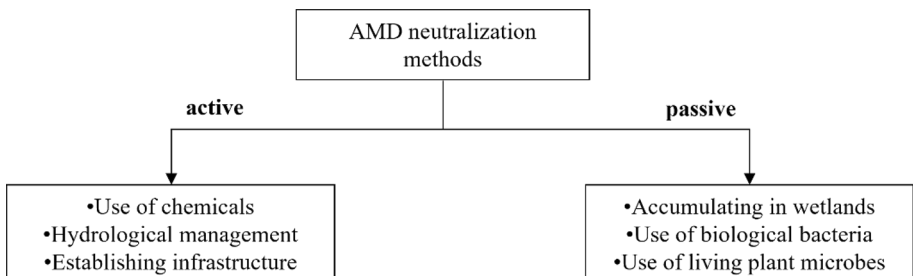 AMD neutralization
methods
active
passive
•Use of chemicals
•Hydrological management
•Establishing infrastructure
•Accumulating in wetlands
•Use of biological bacteria
•Use of living plant microbes